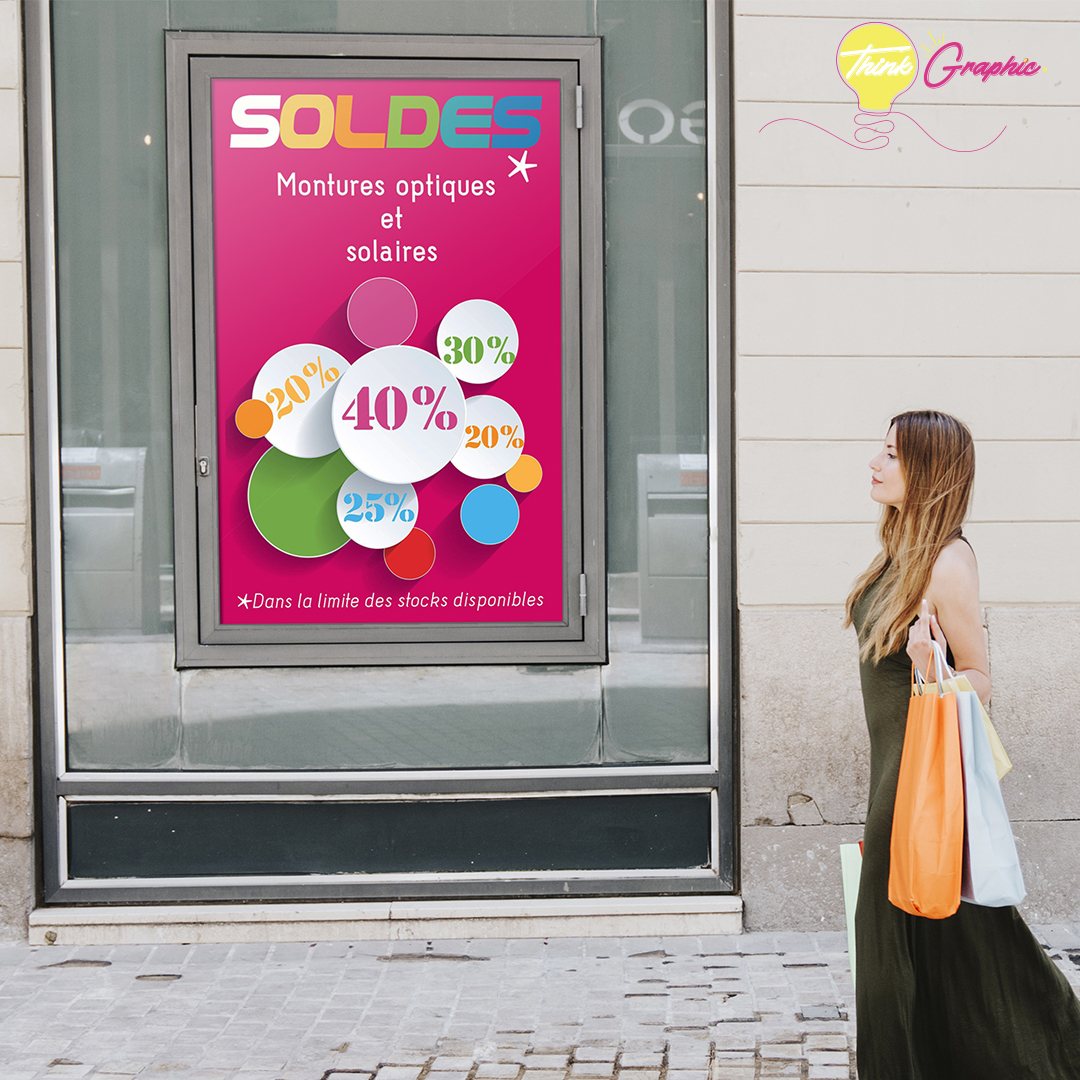 SOLDES*
Montures optiques
et
solaires
30%
20%
40%
20%
25%
*Dans la limite des stocks disponibles
Think Graphic